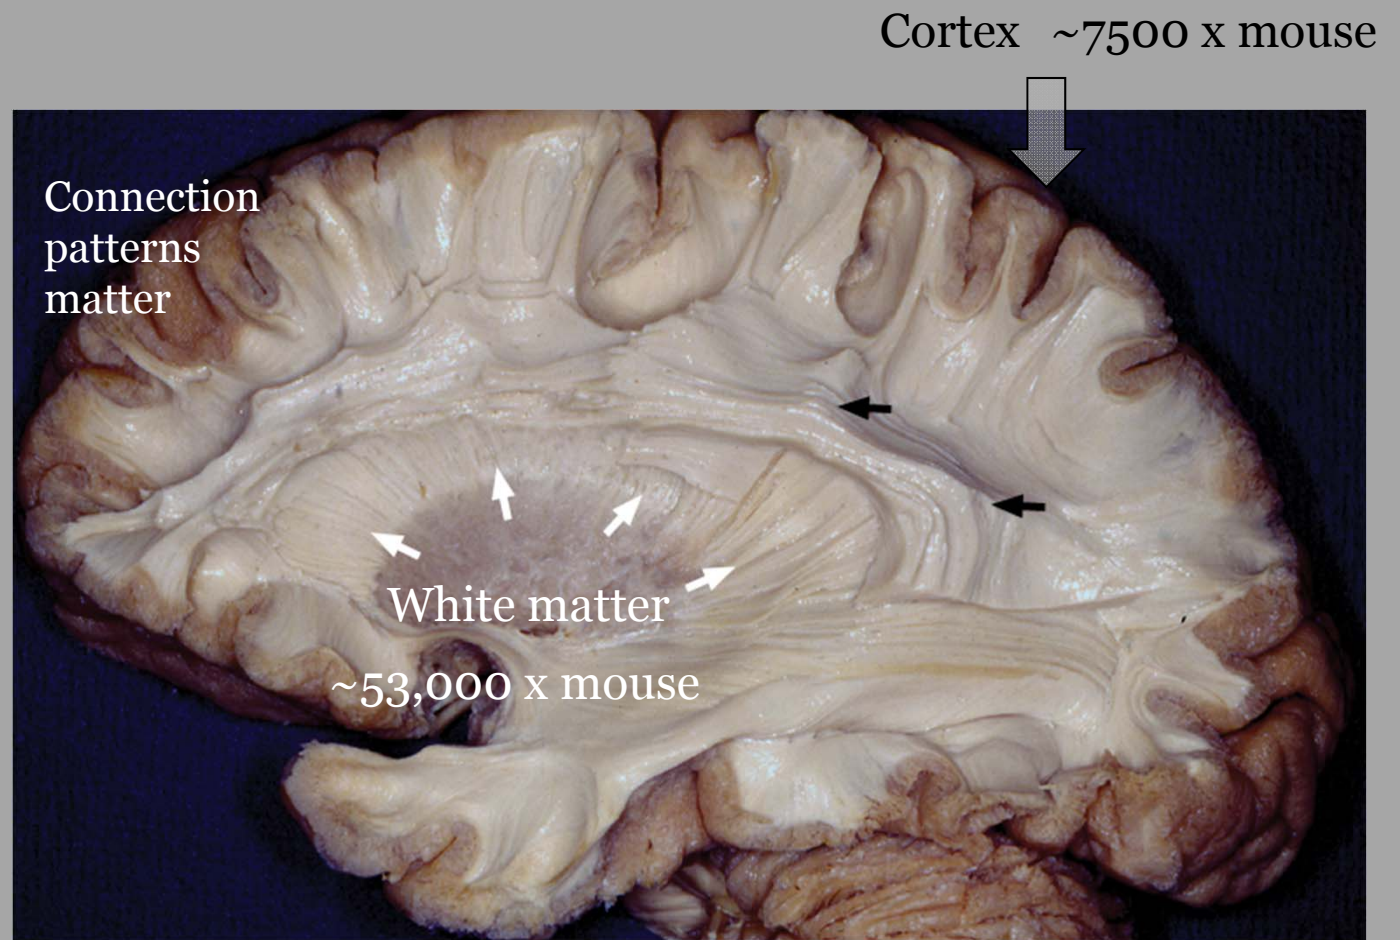 Cortex ~7500 x mouse
Connection
patterns
matter
White matter
~53,000 x mouse